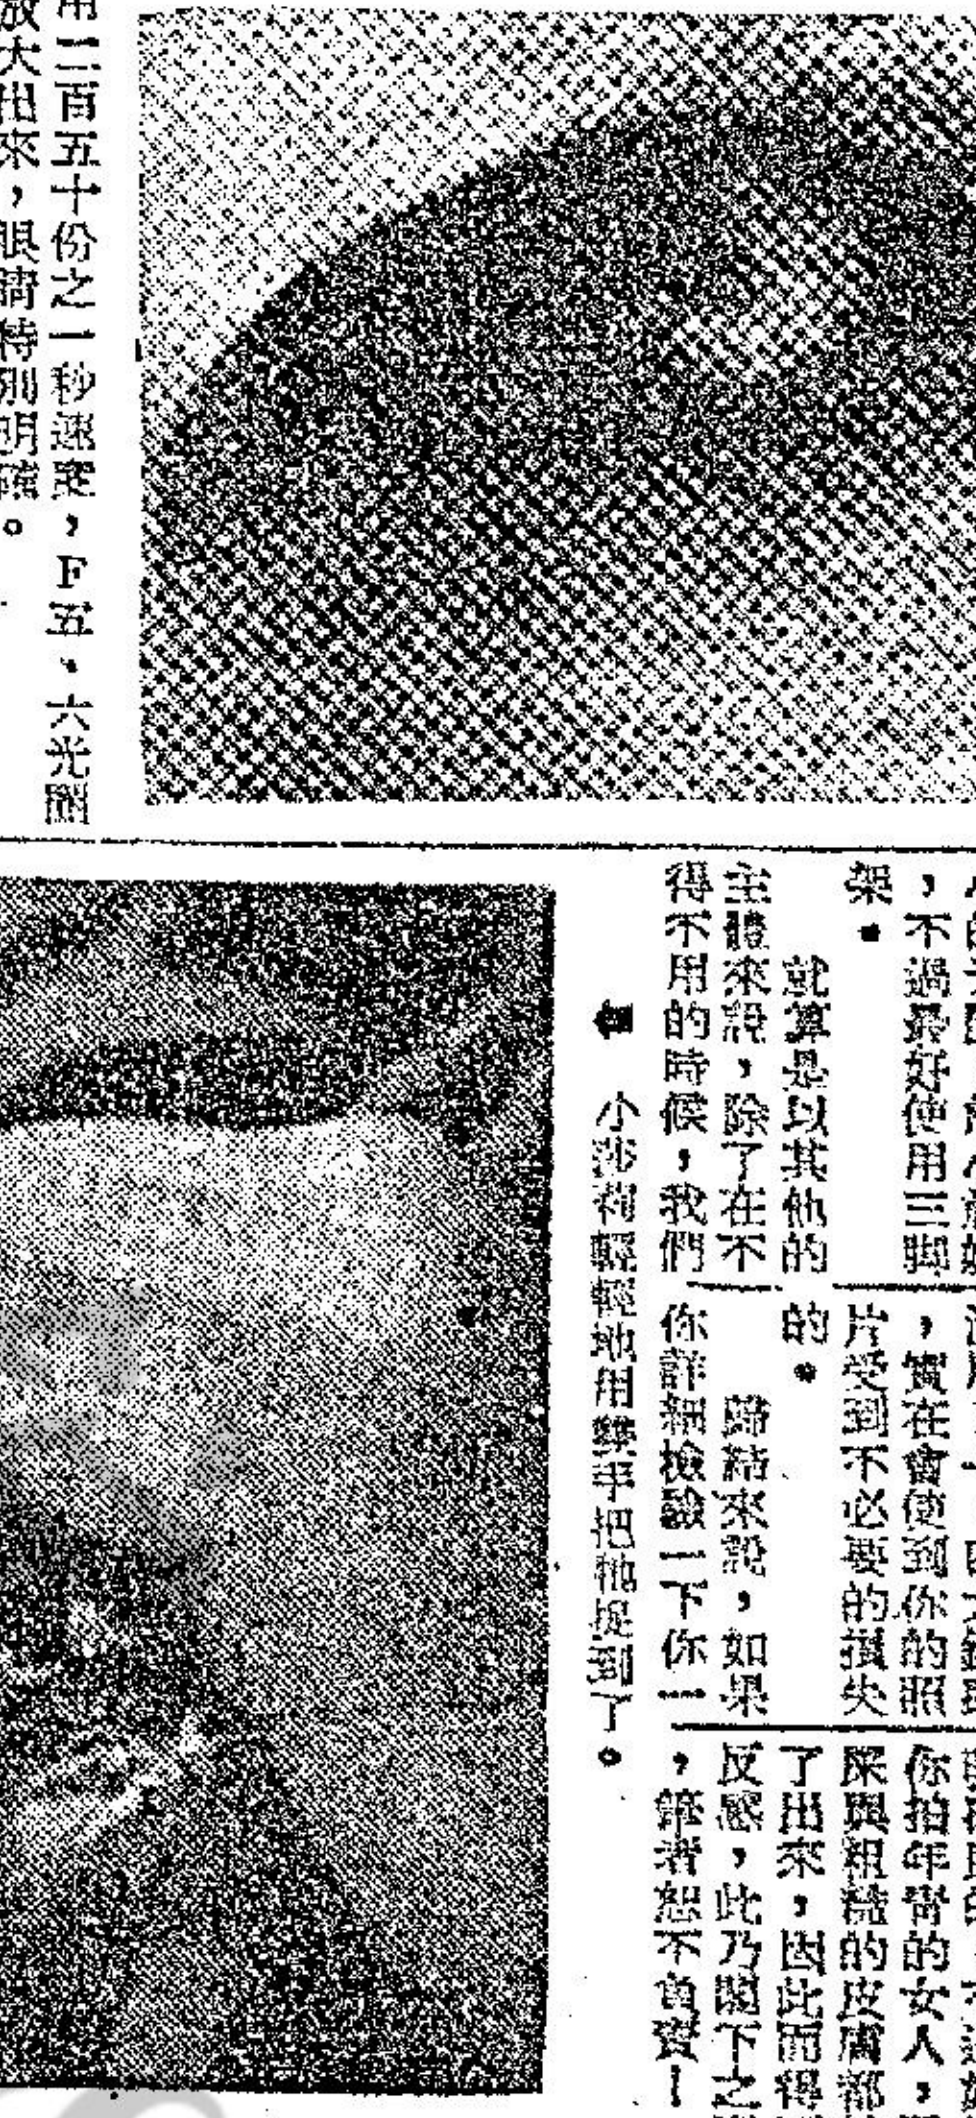 用二百五十份之一秒速度，F五．六光圈
放大出來，眼睛特別明確。
，不過最好使用三脚
架。
就算是以其他的
主體來說，除了在不
得不用的時候，我們
，實在會使到你的照
片受到不必要的損失
的。
歸結來說，如果
你詳細檢驗一下你一
你拍年靑的女人，
與粗糙的皮膚都
了出來，因此而得
反感，此乃閣下之
，筆者恕不負責！
小莎莉輕輕地用雙手把牠捉到了。